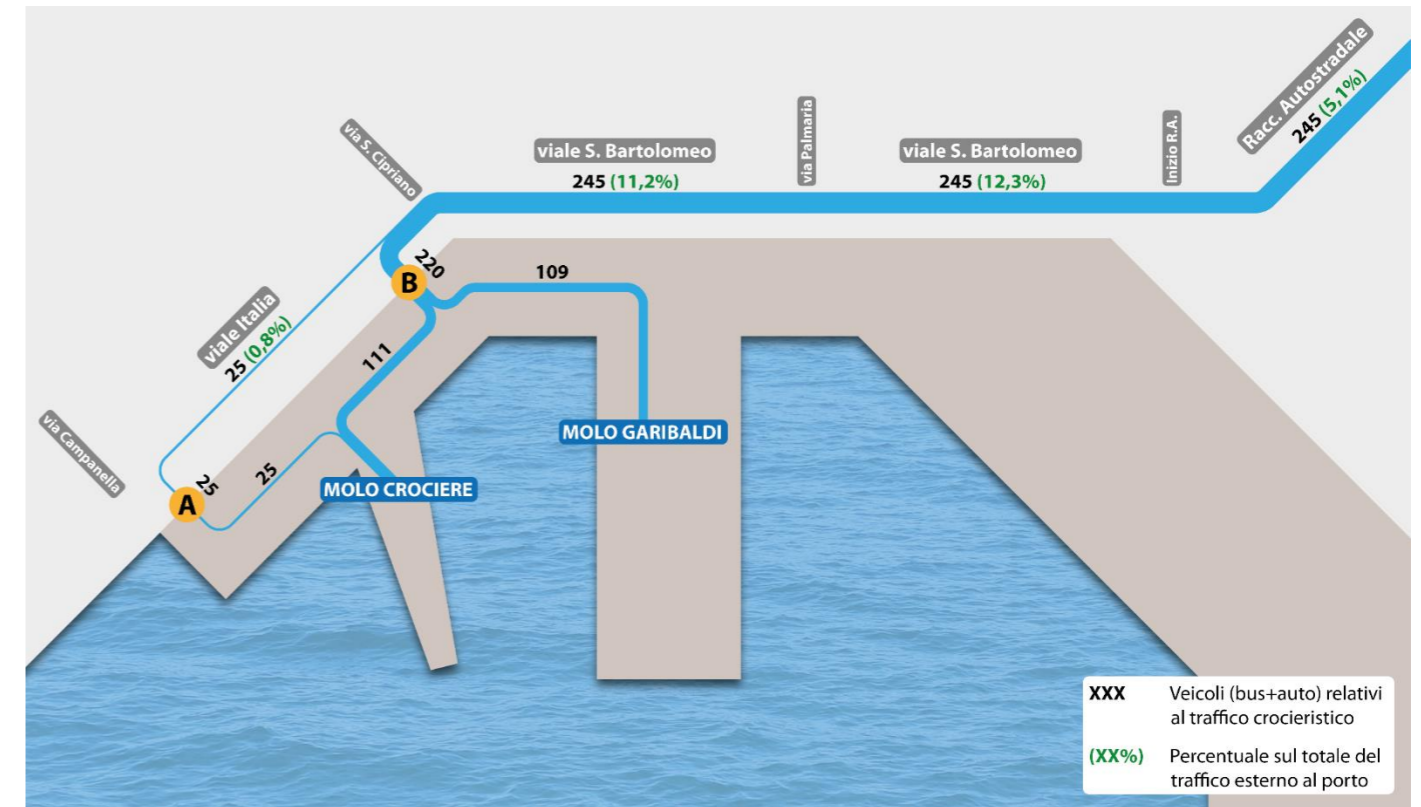 Racc. Autostradale
245 (5,1%)
Inizio R.A.
viale S. Bartolomeo
245 (12,3%)
via Palmaria
viale S. Bartolomeo
245 (11,2%)
via S. Cipriano
220
B
109
111
viale Italia
25 (0,8%)
via Campanella
25
A
25
MOLO GARIBALDI
MOLO CROCIERE
XXX Veicoli (bus+auto) relativi
al traffico crocieristico
(XX%) Percentuale sul totale del
traffico esterno al porto